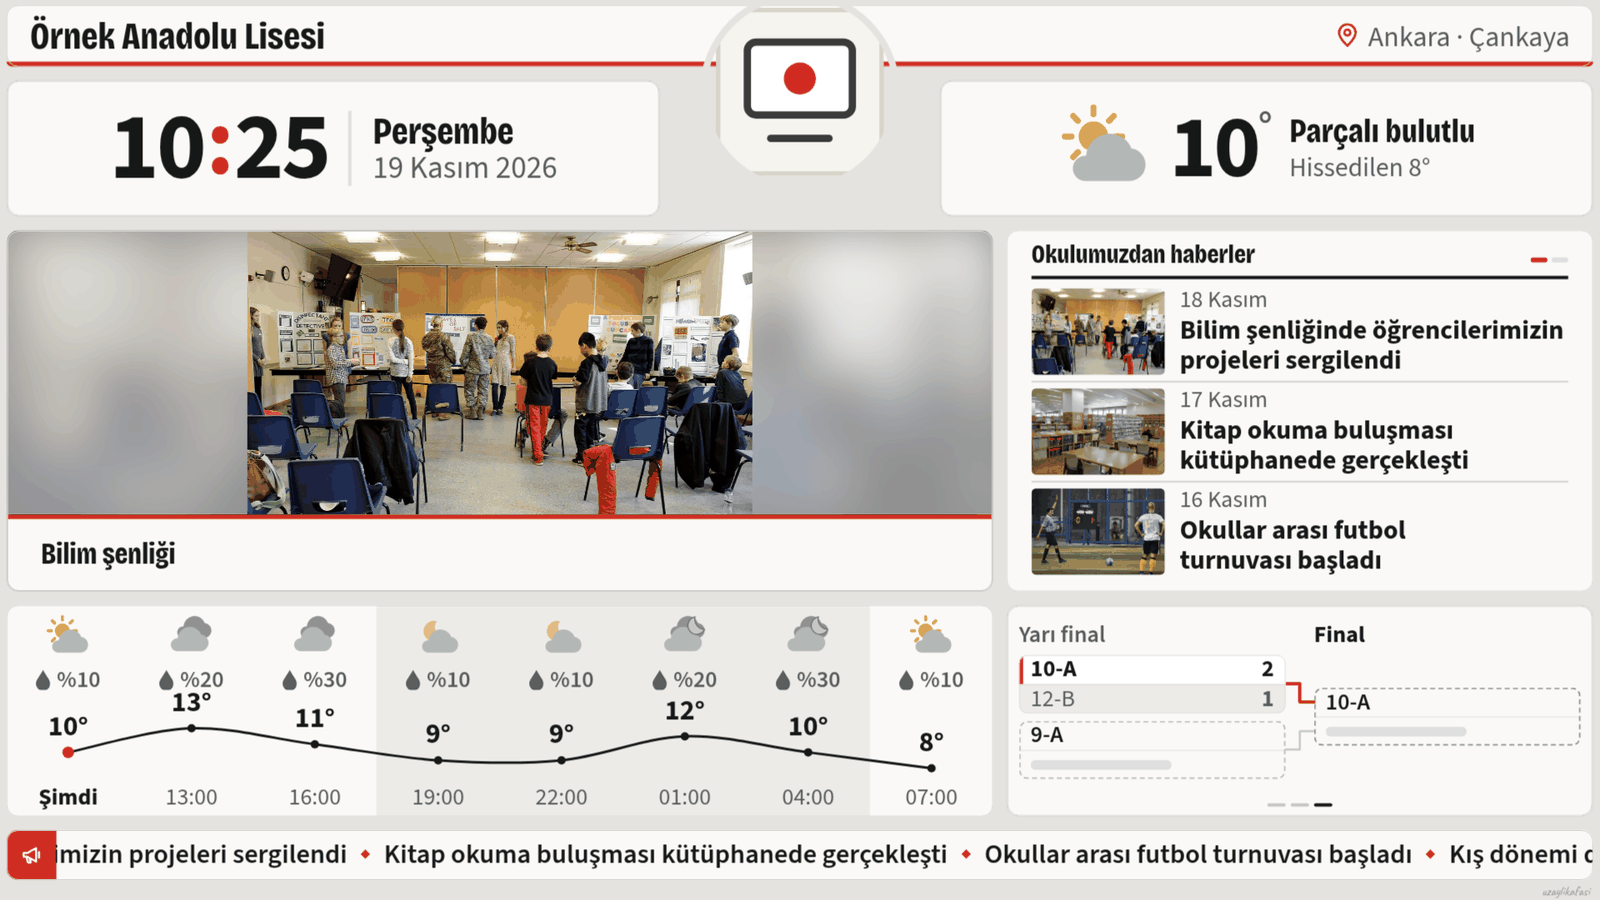 Örnek Anadolu Lisesi
Ankara · Çankaya
10:25
Perşembe
19 Kasım 2026
10°
Parçalı bulutlu
Hissedilen 8°
Bilim şenliği
Okulumuzdan haberler
18 Kasım
Bilim şenliğinde öğrencilerimizin
projeleri sergilendi
17 Kasım
Kitap okuma buluşması
kütüphanede gerçekleşti
16 Kasım
Okullar arası futbol
turnuvası başladı
%10 %20 %30 %10 %10 %20 %30 %10
10° 13° 11° 9° 9° 12° 10° 8°
Şimdi 13:00 16:00 19:00 22:00 01:00 04:00 07:00
Yarı final
Final
10-A 2
12-B 1
9-A
10-A
imizin projeleri sergilendi ◆ Kitap okuma buluşması kütüphanede gerçekleşti ◆ Okullar arası futbol turnuvası başladı ◆ Kış dönemi
uzaylikafasi